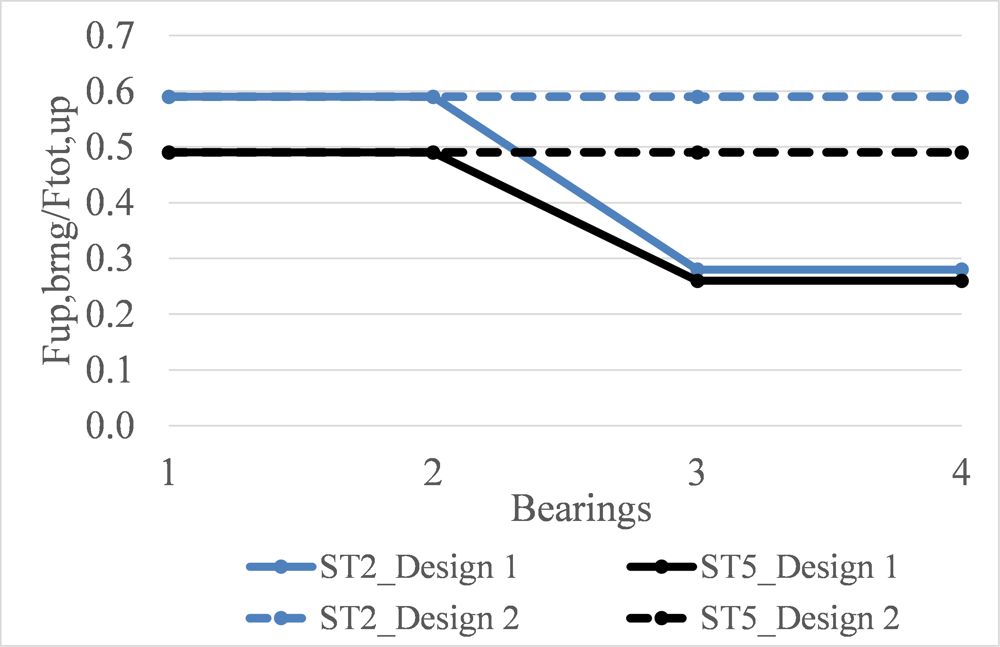 0.7
0.6
0.5
0.4
0.3
0.2
0.1
0.0
Fup,brng/Ftot,up
1 2 3 4
Bearings
ST2_Design 1 ST5_Design 1
ST2_Design 2 ST5_Design 2